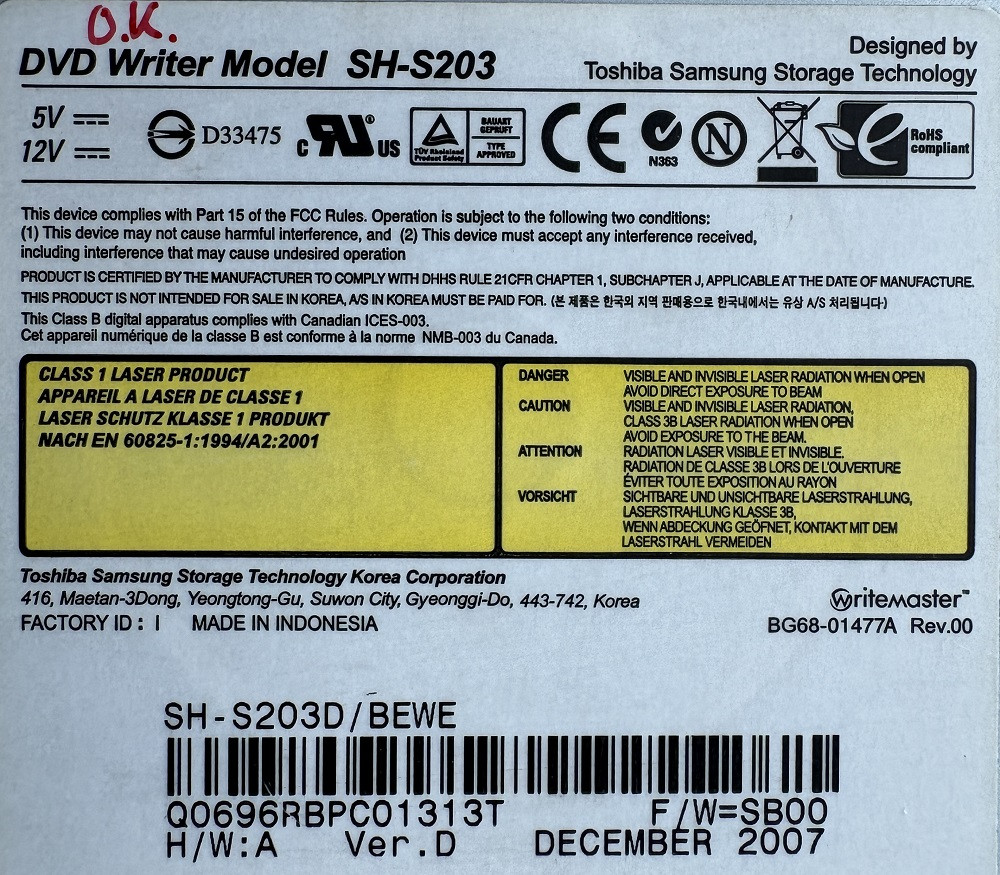 O.K.
DVD Writer Model SH-S203
Designed by
Toshiba Samsung Storage Technology
5V
12V
D33475
c RU® US
TÜV Rheinland
Product Safety
BAUART
GEPRÜFT
TYPE
APPROVED
CE
N363
N
RoHS
compliant
This device complies with Part 15 of the FCC Rules. Operation is subject to the following two conditions:
(1) This device may not cause harmful interference, and (2) This device must accept any interference received,
including interference that may cause undesired operation
PRODUCT IS CERTIFIED BY THE MANUFACTURER TO COMPLY WITH DHHS RULE 21CFR CHAPTER 1, SUBCHAPTER J, APPLICABLE AT THE DATE OF MANUFACTURE.
THIS PRODUCT IS NOT INTENDED FOR SALE IN KOREA, A/S IN KOREA MUST BE PAID FOR. (본 제품은 한국외 지역 판매용으로 한국내에서는 유상 A/S 처리됩니다)
This Class B digital apparatus complies with Canadian ICES-003.
Cet appareil numérique de la classe B est conforme à la norme NMB-003 du Canada.
CLASS 1 LASER PRODUCT
APPAREIL A LASER DE CLASSE 1
LASER SCHUTZ KLASSE 1 PRODUKT
NACH EN 60825-1:1994/A2:2001
DANGER VISIBLE AND INVISIBLE LASER RADIATION WHEN OPEN
AVOID DIRECT EXPOSURE TO BEAM
CAUTION VISIBLE AND INVISIBLE LASER RADIATION,
CLASS 3B LASER RADIATION WHEN OPEN
AVOID EXPOSURE TO THE BEAM.
ATTENTION RADIATION LASER VISIBLE ET INVISIBLE.
RADIATION DE CLASSE 3B LORS DE L'OUVERTURE
ÉVITER TOUTE EXPOSITION AU RAYON
VORSICHT SICHTBARE UND UNSICHTBARE LASERSTRAHLUNG,
LASERSTRAHLUNG KLASSE 3B,
WENN ABDECKUNG GEÖFNET, KONTAKT MIT DEM
LASERSTRAHL VERMEIDEN
Toshiba Samsung Storage Technology Korea Corporation
416, Maetan-3Dong, Yeongtong-Gu, Suwon City, Gyeonggi-Do, 443-742, Korea
FACTORY ID : I MADE IN INDONESIA
Writemaster™
BG68-01477A Rev.00
SH-S203D/BEWE
Q0696RBPC01313T F/W=SB00
H/W:A Ver.D DECEMBER 2007